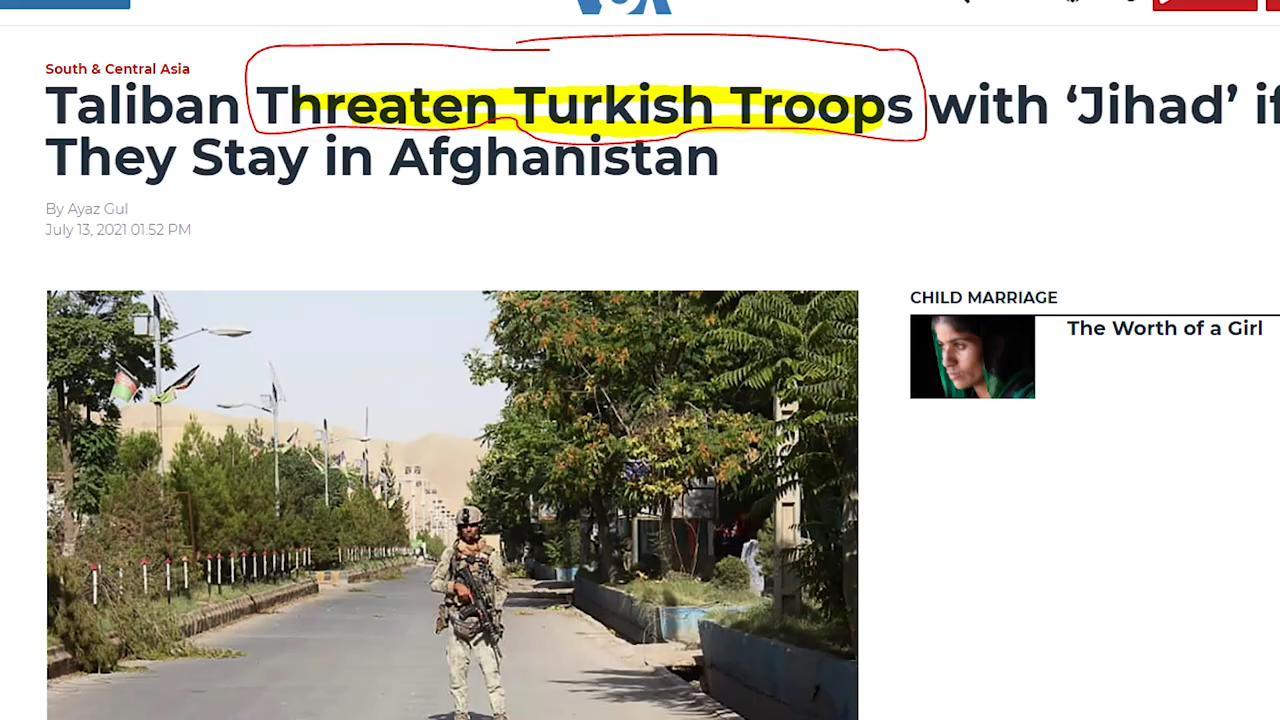 VOA
South & Central Asia
Taliban Threaten Turkish Troops with ‘Jihad’ if
They Stay in Afghanistan
By Ayaz Gul
July 13, 2021 01:52 PM
CHILD MARRIAGE
The Worth of a Girl